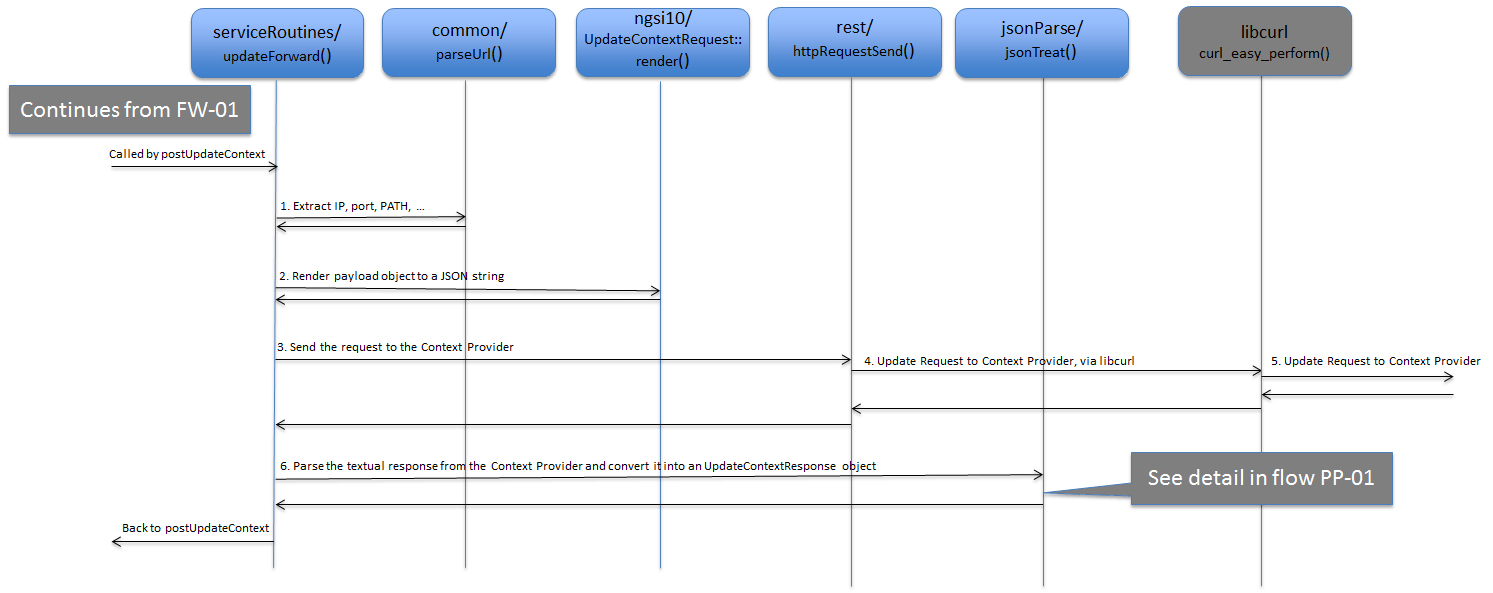 serviceRoutines/
updateForward()
common/
parseUrl()
ngsi10/
UpdateContextRequest::
render()
rest/
httpRequestSend()
jsonParse/
jsonTreat()
libcurl
curl_easy_perform()
Continues from FW-01
Called by postUpdateContext
1. Extract IP, port, PATH, ...
2. Render payload object to a JSON string
3. Send the request to the Context Provider
4. Update Request to Context Provider, via libcurl
5. Update Request to Context Provider
6. Parse the textual response from the Context Provider and convert it into an UpdateContextResponse object
See detail in flow PP-01
Back to postUpdateContext